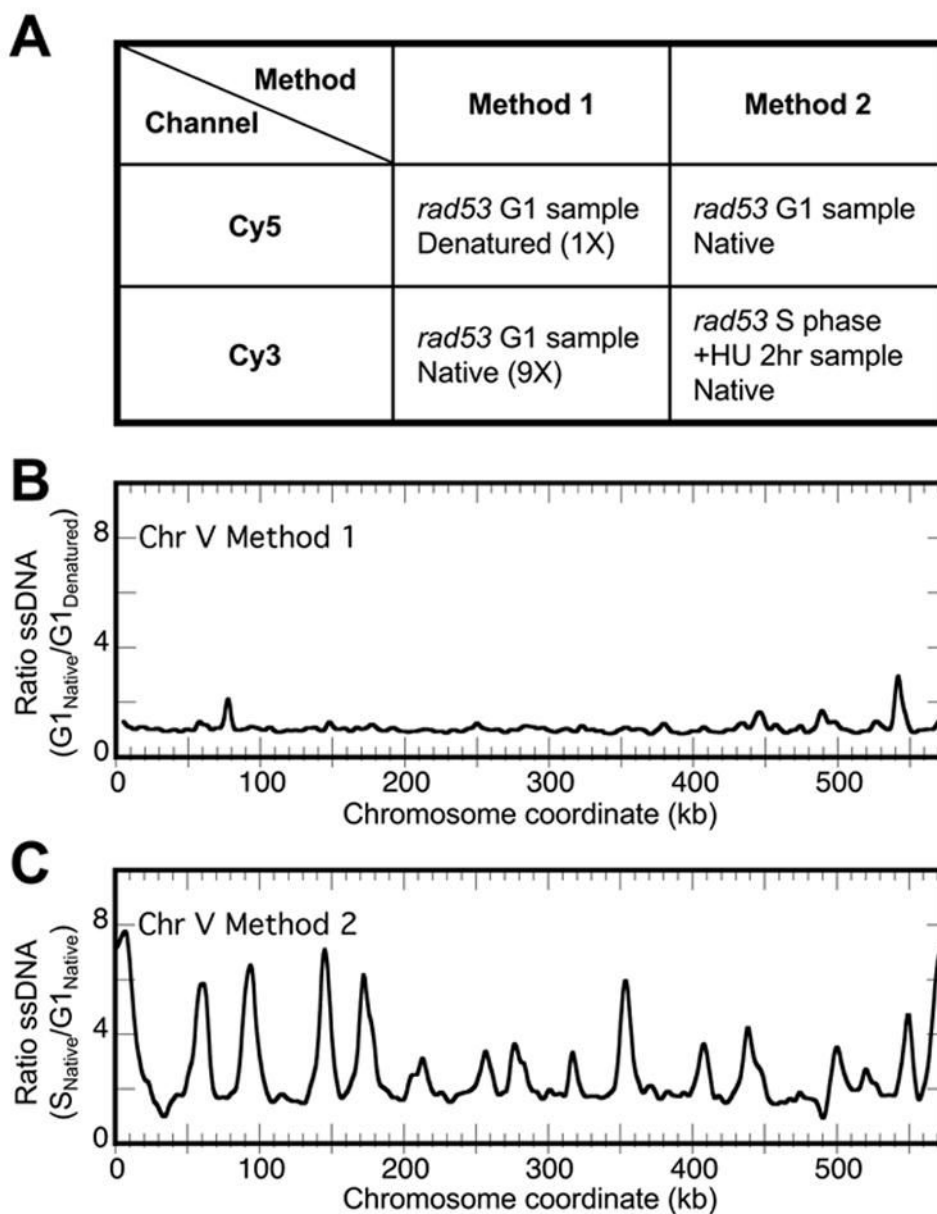 A
Method
Channel
Method 1
Method 2
Cy5
rad53 G1 sample
Denatured (1X)
rad53 G1 sample
Native
Cy3
rad53 G1 sample
Native (9X)
rad53 S phase
+HU 2hr sample
Native
B
Chr V Method 1
Ratio ssDNA
(G1Native/G1Denatured)
8
4
0
0 100 200 300 400 500
Chromosome coordinate (kb)
C
Chr V Method 2
Ratio ssDNA
(SNative/G1Native)
8
4
0
0 100 200 300 400 500
Chromosome coordinate (kb)